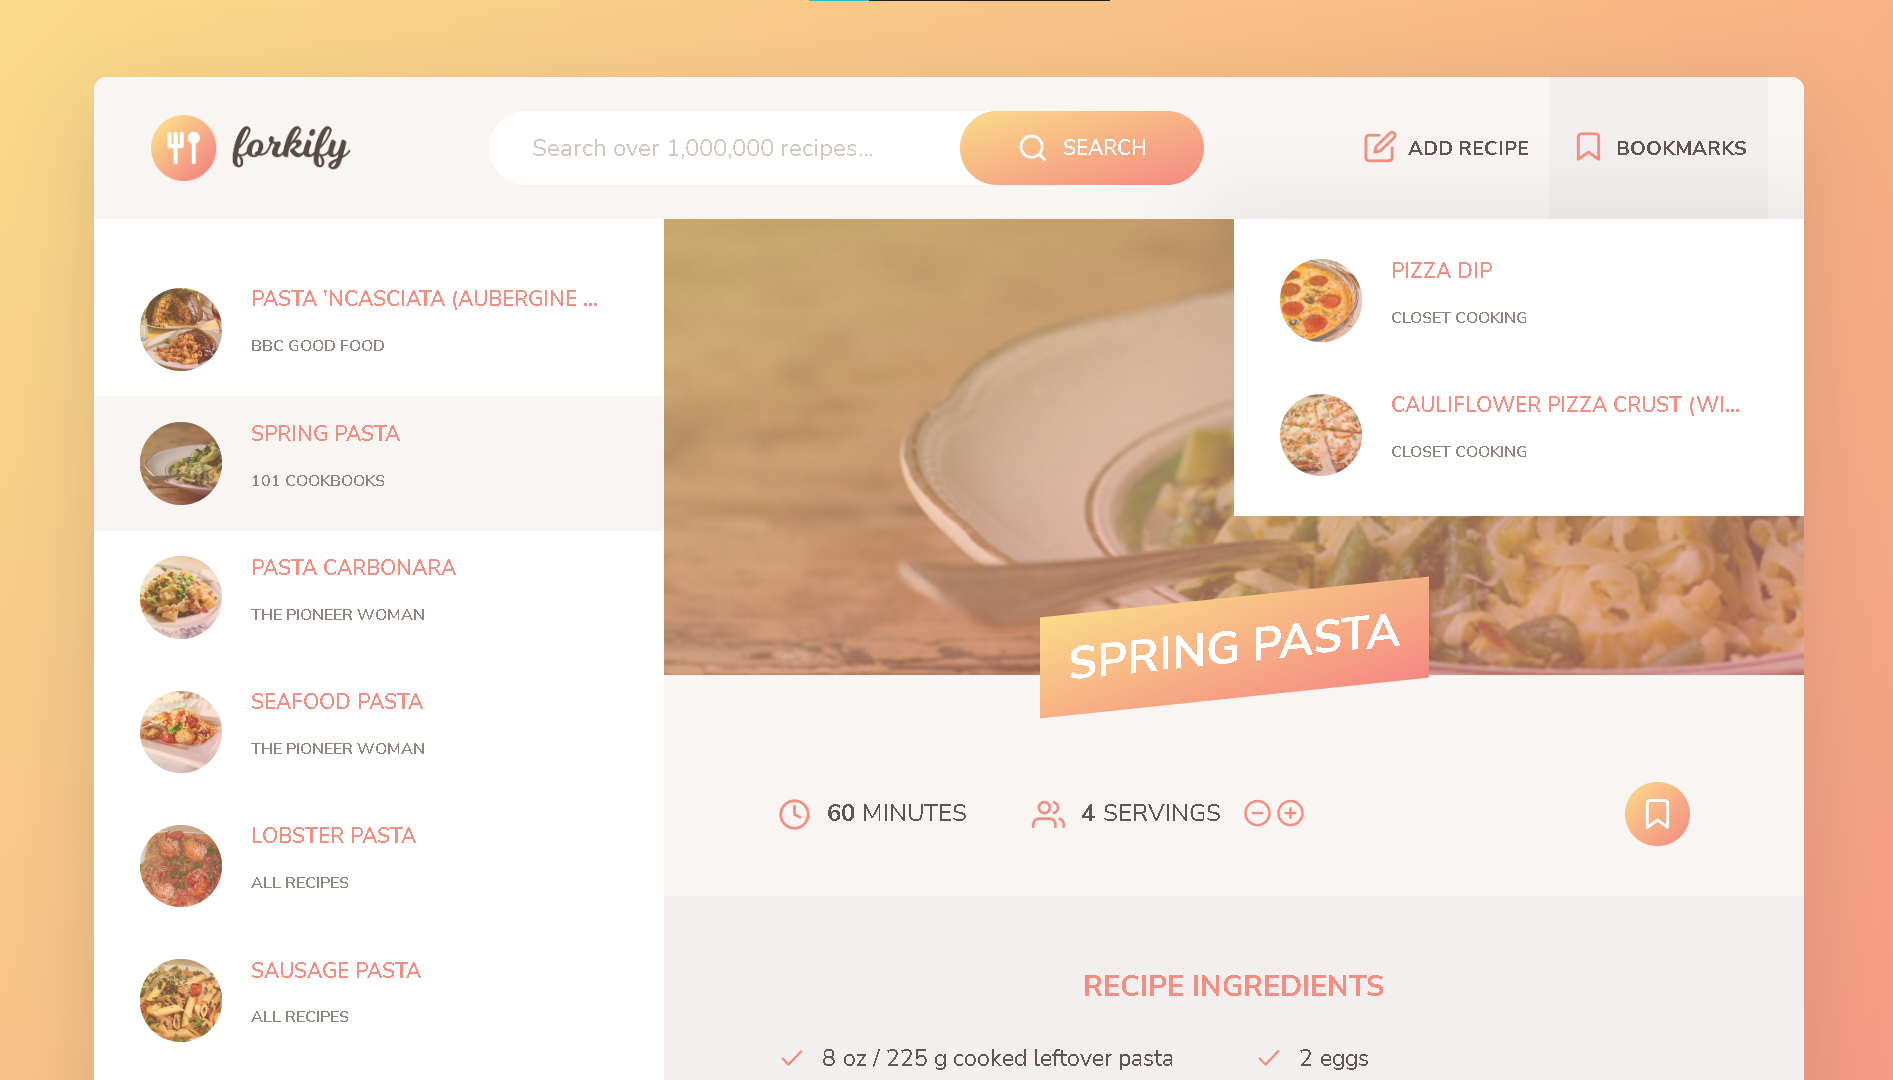 forkify
Search over 1,000,000 recipes...
SEARCH
ADD RECIPE
BOOKMARKS
PASTA 'NCASCIATA (AUBERGINE ...
BBC GOOD FOOD
SPRING PASTA
101 COOKBOOKS
PASTA CARBONARA
THE PIONEER WOMAN
SEAFOOD PASTA
THE PIONEER WOMAN
LOBSTER PASTA
ALL RECIPES
SAUSAGE PASTA
ALL RECIPES
PIZZA DIP
CLOSET COOKING
CAULIFLOWER PIZZA CRUST (WI...
CLOSET COOKING
SPRING PASTA
60 MINUTES
4 SERVINGS
RECIPE INGREDIENTS
8 oz / 225 g cooked leftover pasta
2 eggs